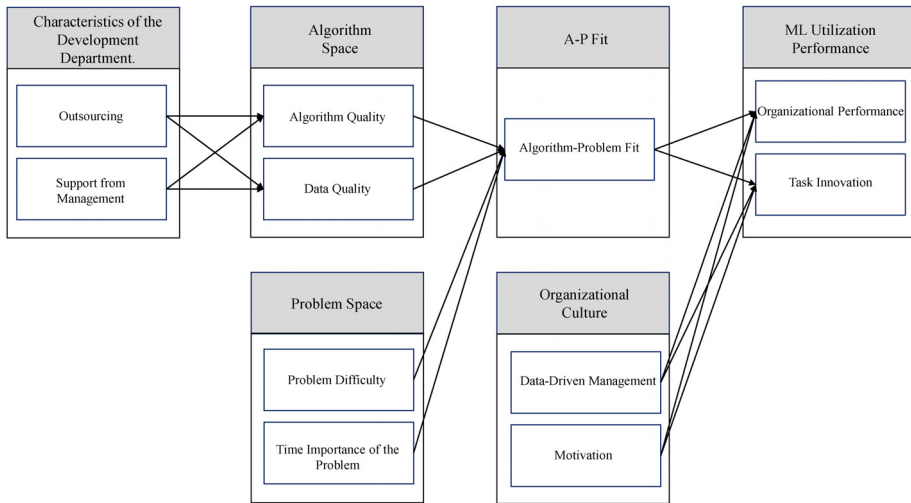 Characteristics of the
Development
Department.
Outsourcing
Support from
Management
Algorithm
Space
Algorithm Quality
Data Quality
A-P Fit
Algorithm-Problem Fit
ML Utilization
Performance
Organizational Performance
Task Innovation
Problem Space
Problem Difficulty
Time Importance of the
Problem
Organizational
Culture
Data-Driven Management
Motivation